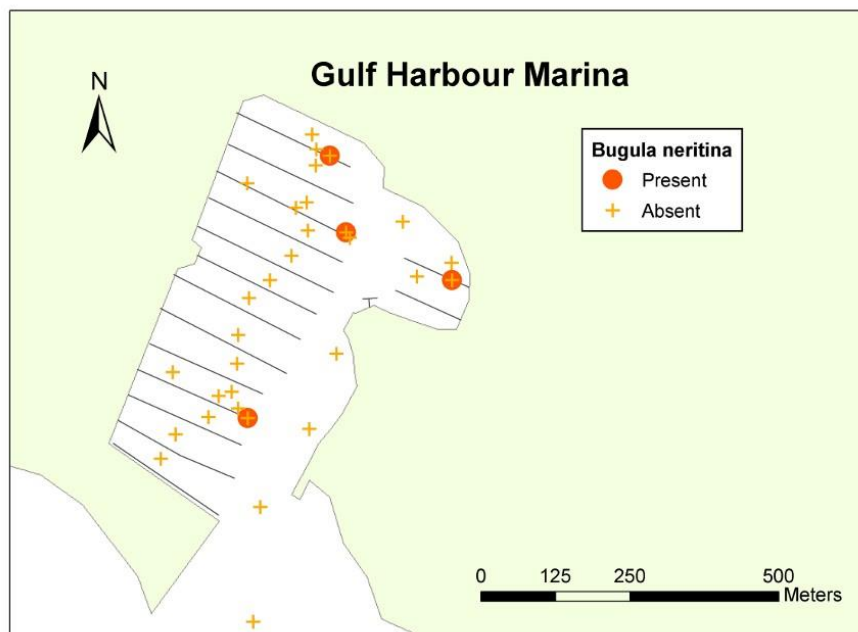 Gulf Harbour Marina
N
Bugula neritina
Present
Absent
0 125 250 500
Meters